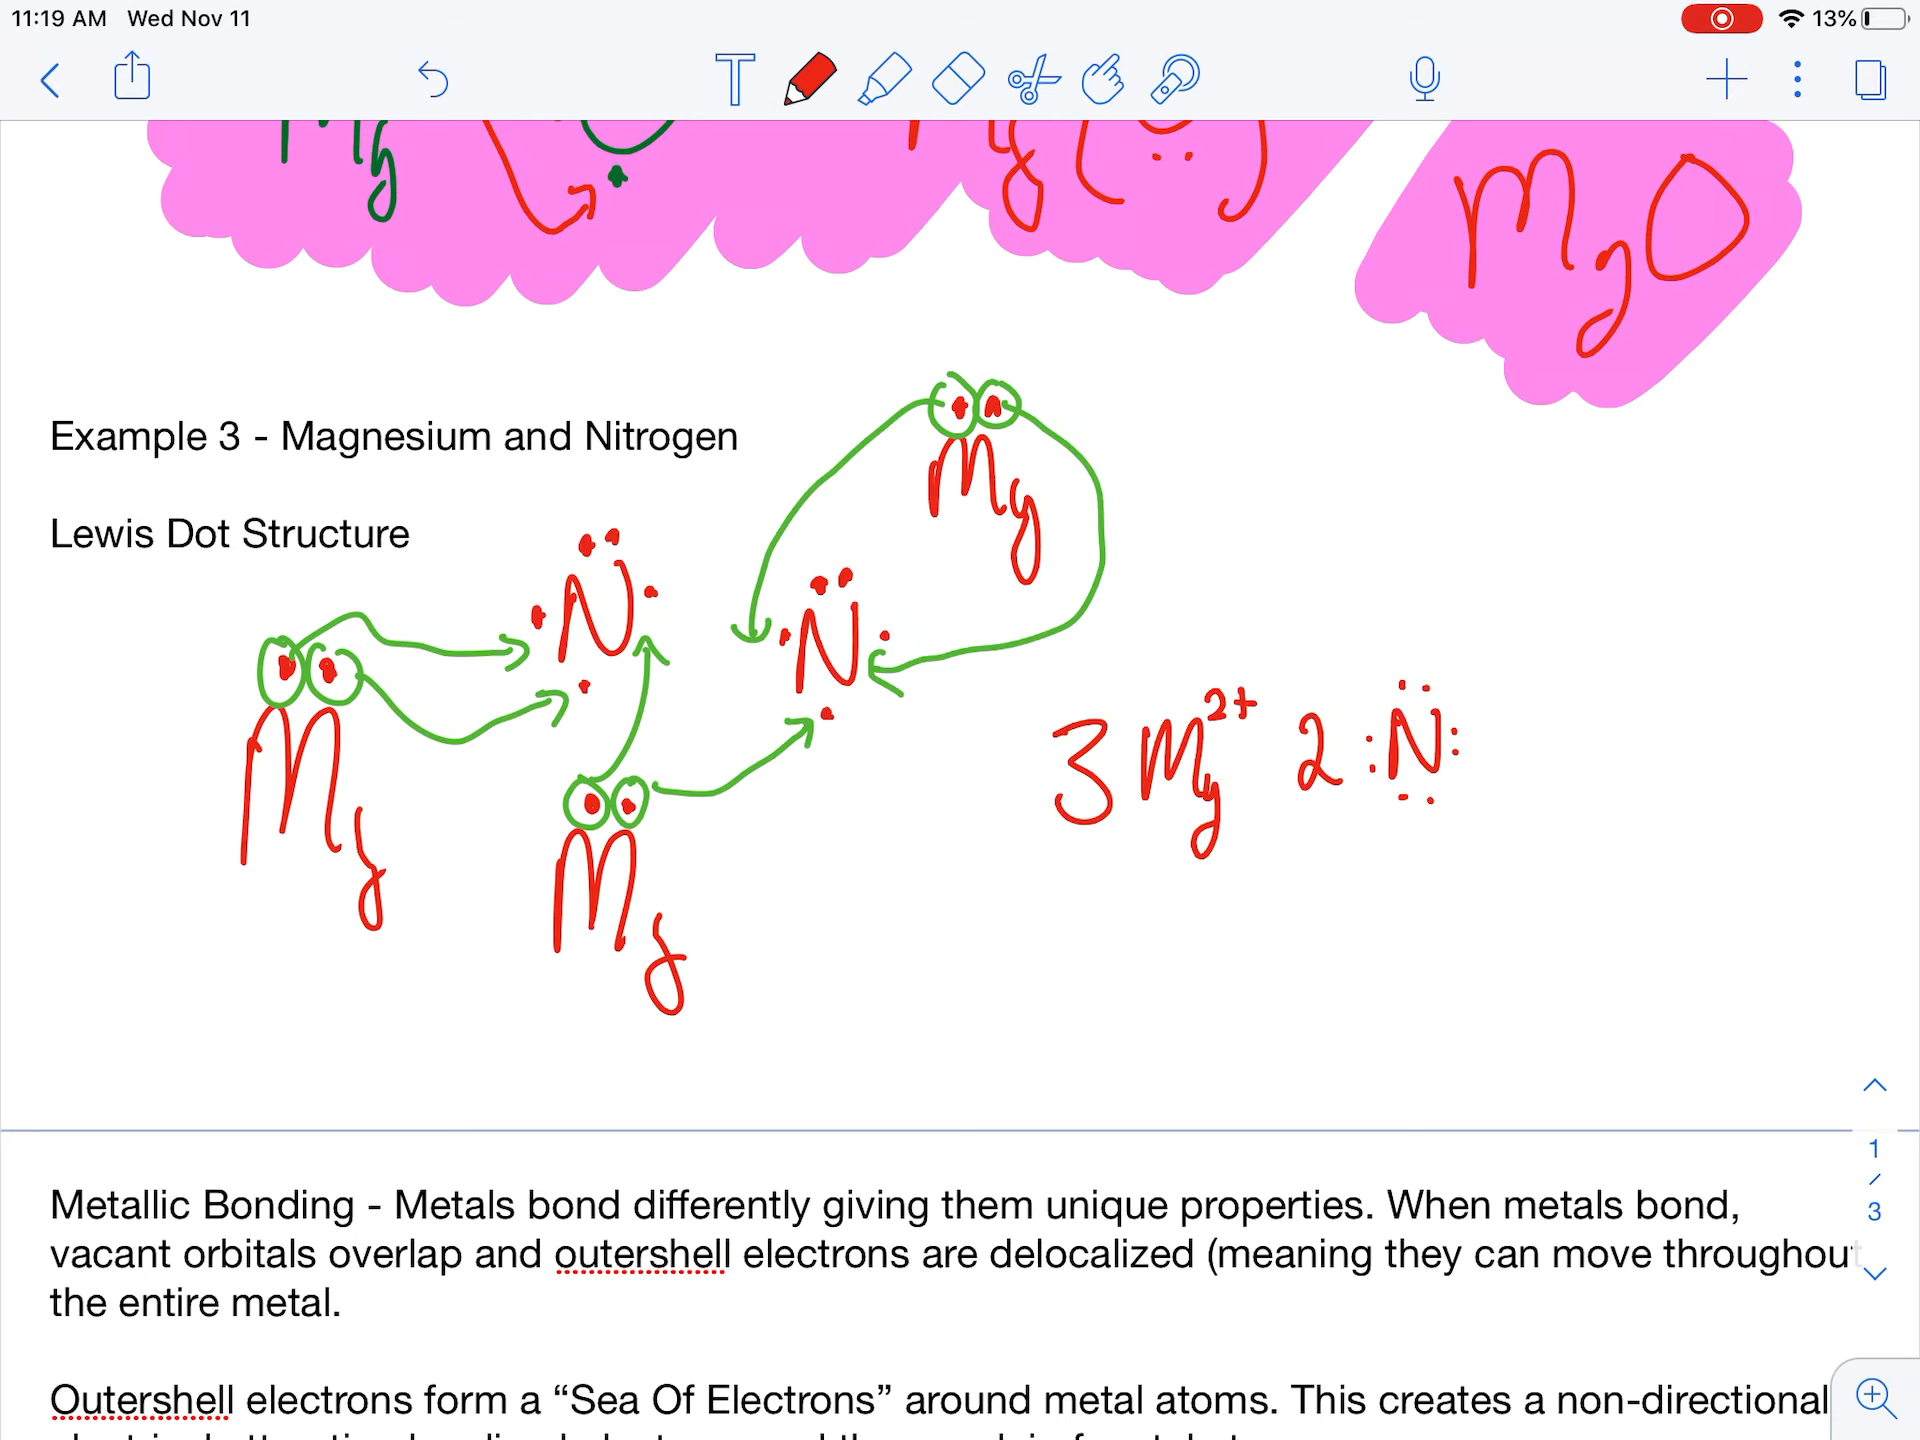 11:19 AM Wed Nov 11
13%
T
Mg
Mg
MgO
Example 3 - Magnesium and Nitrogen
Mg
Lewis Dot Structure
N
N
Mg
3 Mg²⁺ 2 :N:
Mg
1
/
3
Metallic Bonding - Metals bond differently giving them unique properties. When metals bond,
vacant orbitals overlap and outershell electrons are delocalized (meaning they can move throughout
the entire metal.
Outershell electrons form a “Sea Of Electrons” around metal atoms. This creates a non-directional